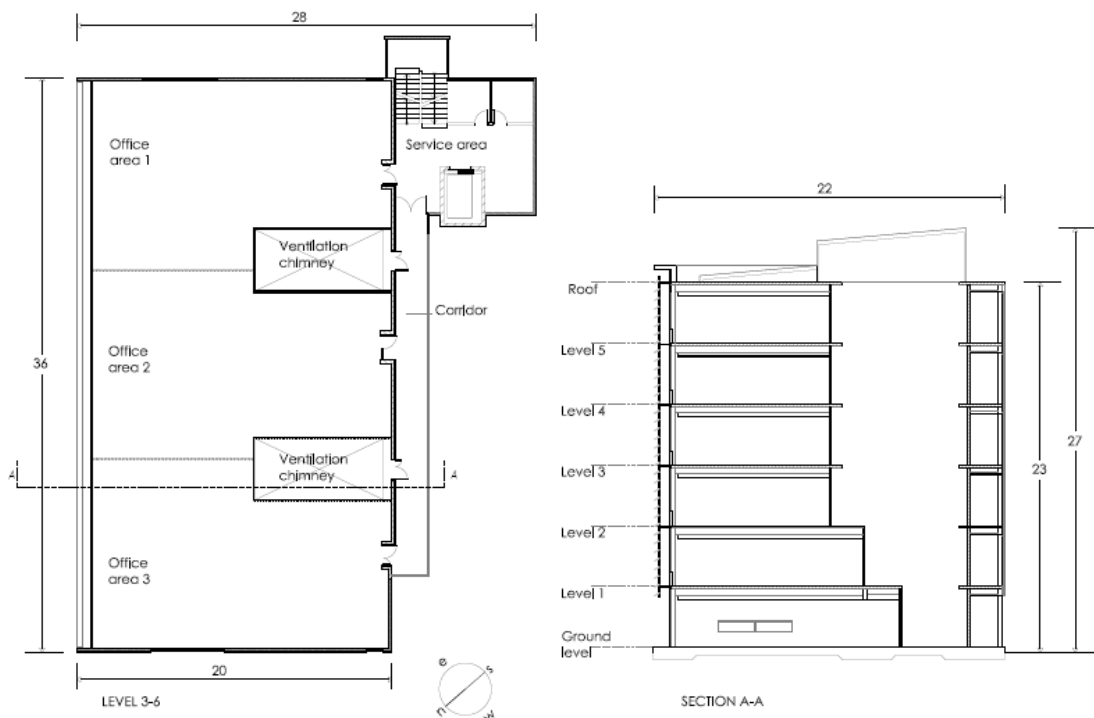 28
Office
area 1
Service area
Ventilation
chimney
Corridor
Office
area 2
36
Ventilation
chimney
A
A
Office
area 3
20
LEVEL 3-6
e
s
n
w
22
Roof
Level 5
Level 4
Level 3
Level 2
Level 1
Ground
level
23
27
SECTION A-A